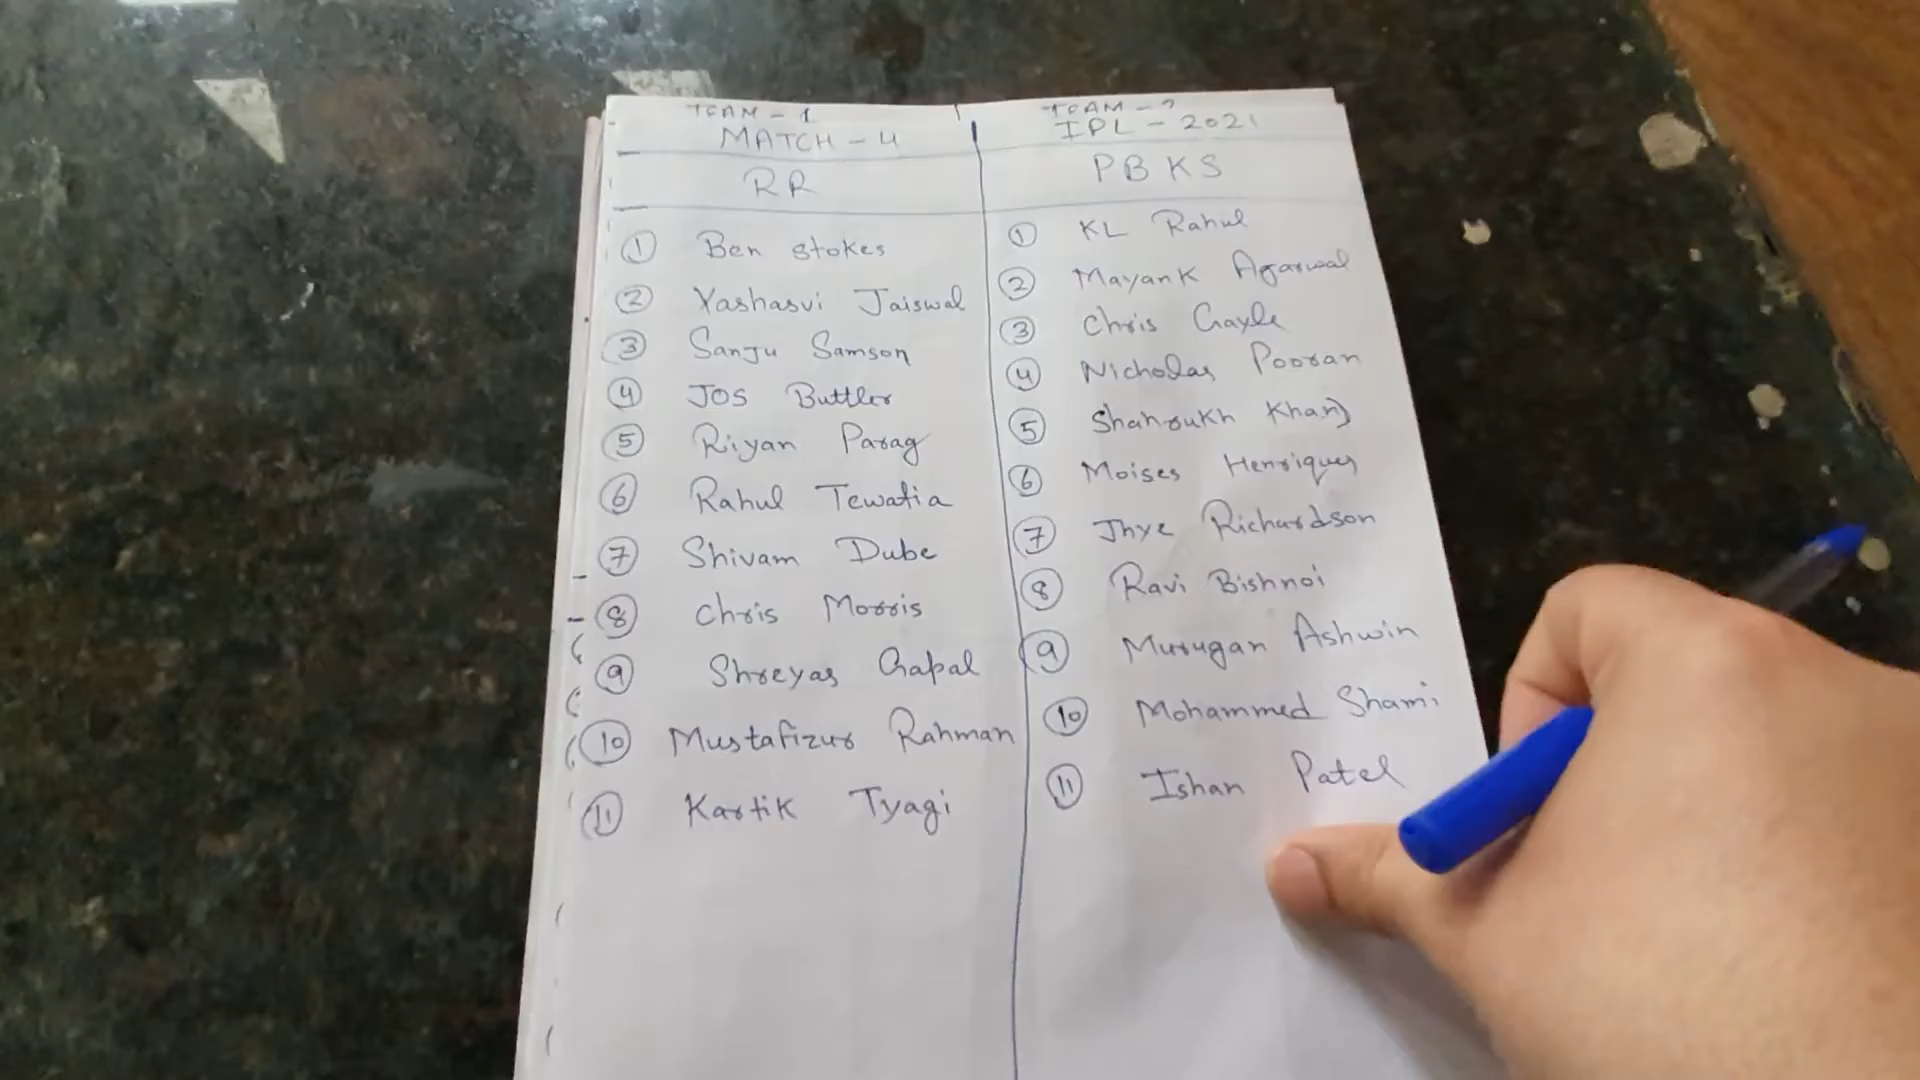 TEAM - 1
MATCH - 4
RR
1 Ben stokes
2 Yashasvi Jaiswal
3 Sanju Samson
4 JOS Buttler
5 Riyan Parag
6 Rahul Tewatia
7 Shivam Dube
8 Chris Morris
9 Shreyas Gopal
10 Mustafizur Rahman
11 Kartik Tyagi
TEAM - 2
IPL - 2021
PBKS
1 KL Rahul
2 Mayank Agarwal
3 Chris Gayle
4 Nicholas Pooran
5 Shahrukh Khan
6 Moises Henriques
7 Jhye Richardson
8 Ravi Bishnoi
9 Murugan Ashwin
10 Mohammed Shami
11 Ishan Patel